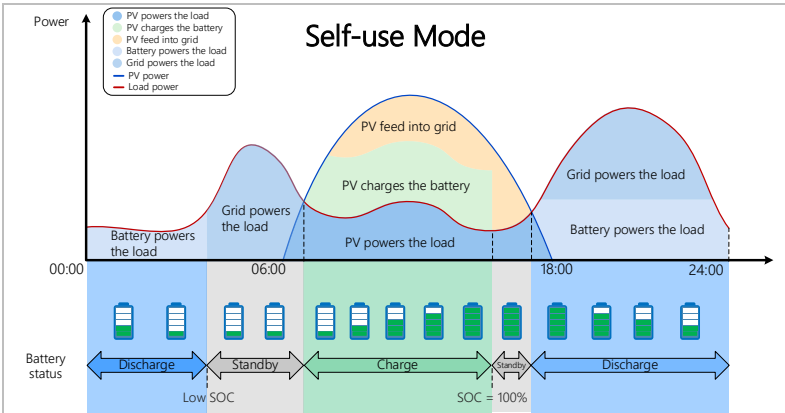 Self-use Mode
Power
PV powers the load
PV charges the battery
PV feed into grid
Battery powers the load
Grid powers the load
PV power
Load power
PV feed into grid
PV charges the battery
PV powers the load
Grid powers the load
Battery powers
the load
Grid powers the
load
Battery powers the load
00:00
06:00
18:00
24:00
Battery
status
Discharge
Standby
Charge
Standby
Discharge
Low SOC
SOC = 100%